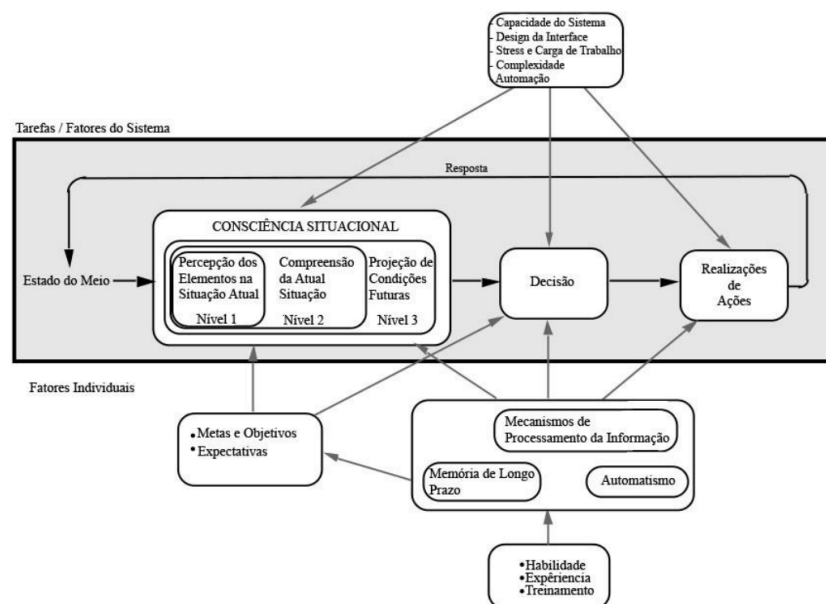 - Capacidade do Sistema
- Design da Interface
- Stress e Carga de Trabalho
- Complexidade
Automação
Tarefas / Fatores do Sistema
Resposta
CONSCIÊNCIA SITUACIONAL
Estado do Meio
Percepção dos
Elementos na
Situação Atual
Nível 1
Compreensão
da Atual
Situação
Nível 2
Projeção de
Condições
Futuras
Nível 3
Decisão
Realizações
de
Ações
Fatores Individuais
• Metas e Objetivos
• Expectativas
Mecanismos de
Processamento da Informação
Memória de Longo
Prazo
Automatismo
•Habilidade
•Expêriencia
•Treinamento